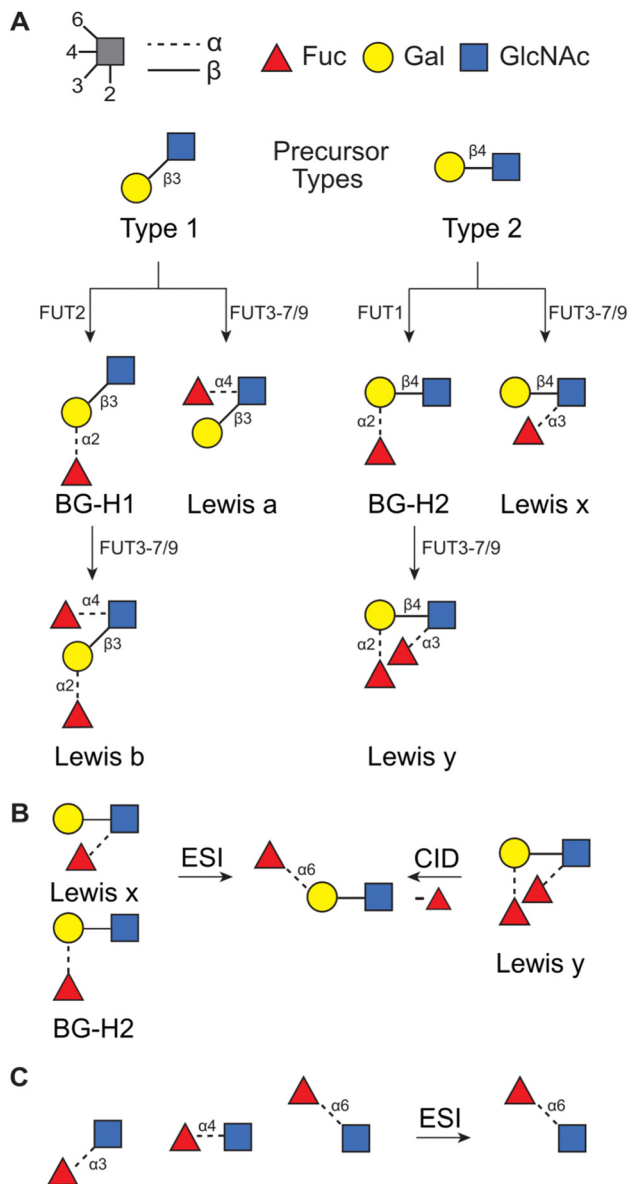 A
6
4
3
2
α
β
Fuc
Gal
GlcNAc
β3
Precursor
Types
β4
Type 1
Type 2
FUT2
FUT3-7/9
FUT1
FUT3-7/9
β3
α2
α4
β3
β4
α2
β4
α3
BG-H1
Lewis a
BG-H2
Lewis x
FUT3-7/9
FUT3-7/9
α4
β3
α2
β4
α2
α3
Lewis b
Lewis y
B
Lewis x
ESI
α6
CID
-
Lewis y
BG-H2
C
α3
α4
α6
ESI
α6